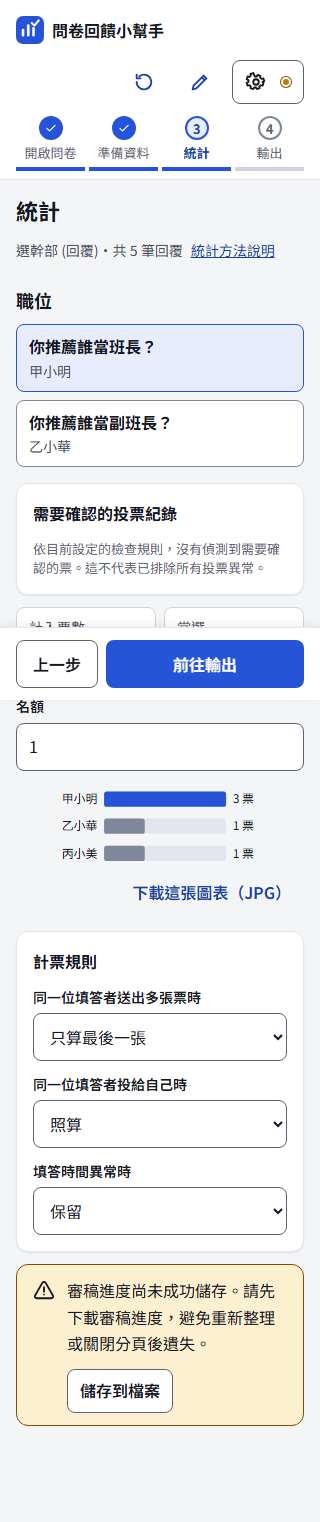 問卷回饋小幫手
開啟問卷
準備資料
3
統計
4
輸出
統計
選幹部 (回覆)・共 5 筆回覆 統計方法說明
職位
你推薦誰當班長？
甲小明
你推薦誰當副班長？
乙小華
需要確認的投票紀錄
依目前設定的檢查規則，沒有偵測到需要確
認的票。這不代表已排除所有投票異常。
上一步
前往輸出
名額
1
甲小明 3 票
乙小華 1 票
丙小美 1 票
下載這張圖表（JPG）
計票規則
同一位填答者送出多張票時
只算最後一張
同一位填答者投給自己時
照算
填答時間異常時
保留
審稿進度尚未成功儲存。請先
下載審稿進度，避免重新整理
或關閉分頁後遺失。
儲存到檔案